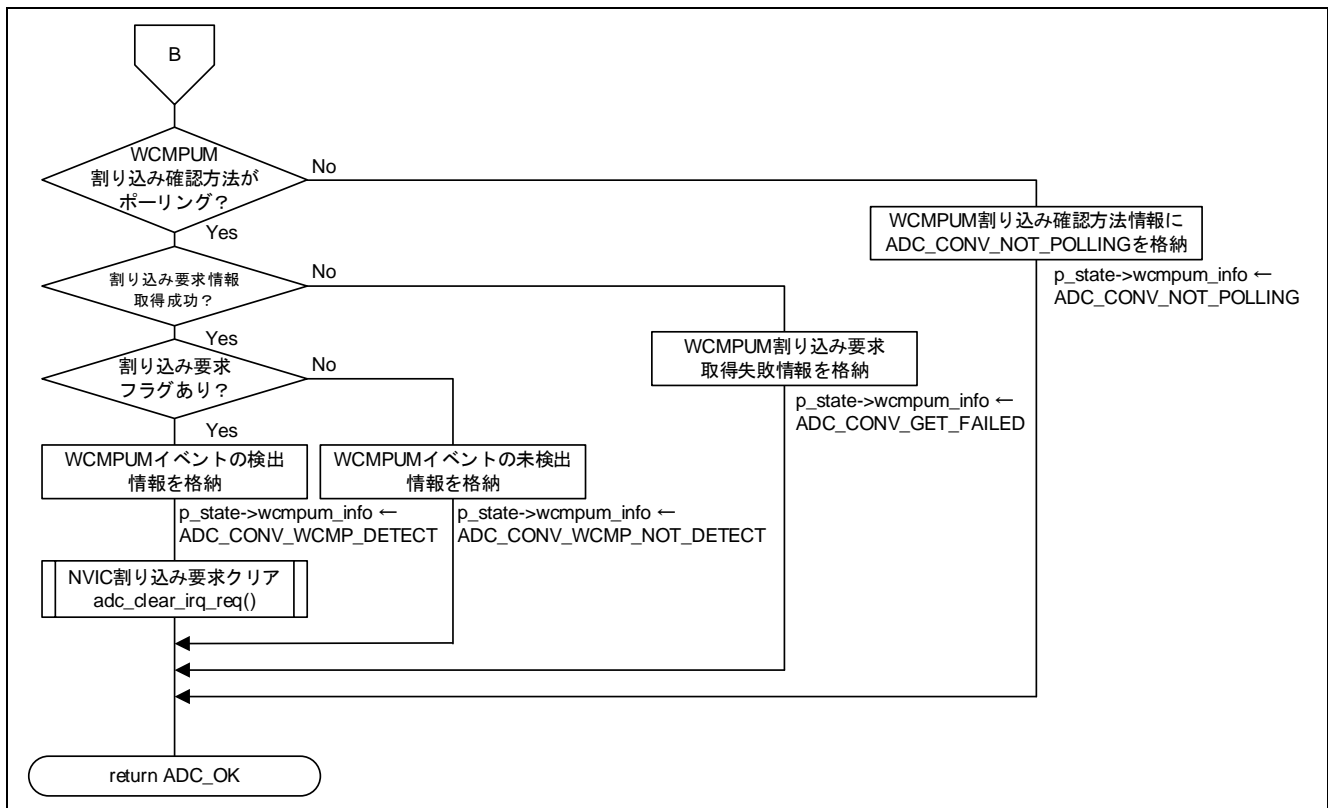 B
WCMPUM
割り込み確認方法が
ポーリング？
No
Yes
WCMPUM割り込み確認方法情報に
ADC_CONV_NOT_POLLINGを格納
p_state->wcmpum_info ←
ADC_CONV_NOT_POLLING
割り込み要求情報
取得成功？
No
Yes
WCMPUM割り込み要求
取得失敗情報を格納
p_state->wcmpum_info ←
ADC_CONV_GET_FAILED
割り込み要求
フラグあり？
No
Yes
WCMPUMイベントの検出
情報を格納
p_state->wcmpum_info ←
ADC_CONV_WCMP_DETECT
WCMPUMイベントの未検出
情報を格納
p_state->wcmpum_info ←
ADC_CONV_WCMP_NOT_DETECT
NVIC割り込み要求クリア
adc_clear_irq_req()
return ADC_OK